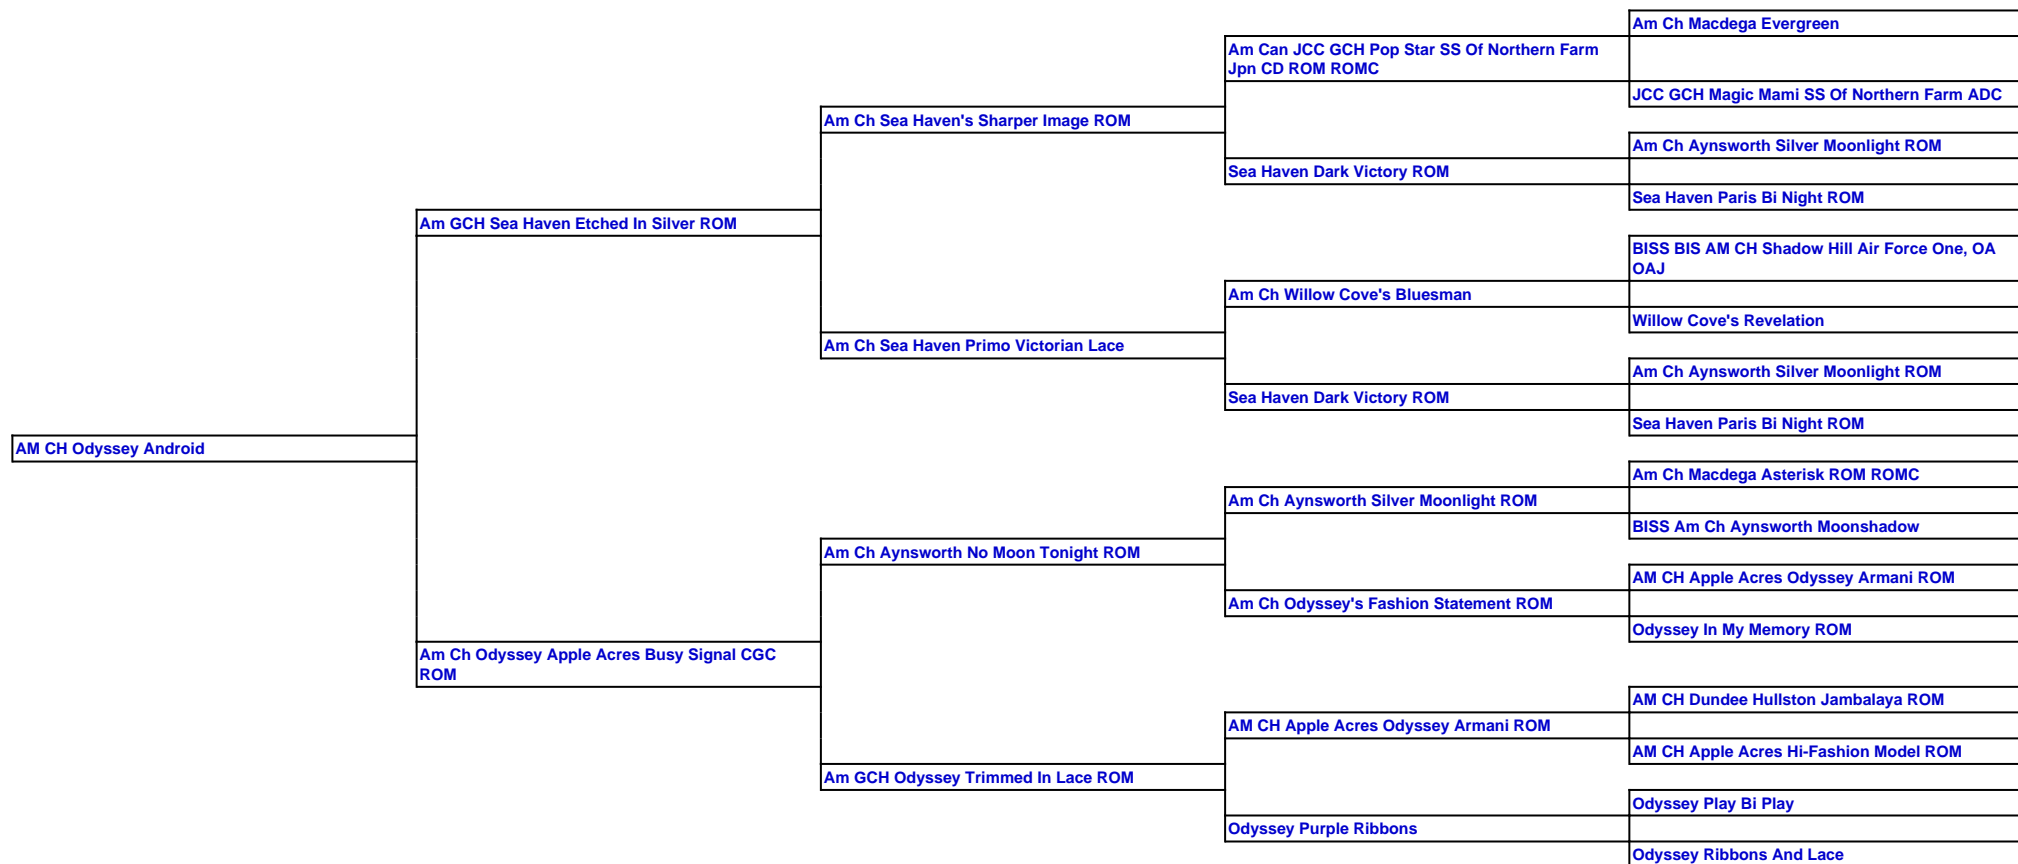 Am Ch Macdega Evergreen
Am Can JCC GCH Pop Star SS Of Northern Farm
Jpn CD ROM ROMC
JCC GCH Magic Mami SS Of Northern Farm ADC
Am Ch Sea Haven's Sharper Image ROM
Am Ch Aynsworth Silver Moonlight ROM
Sea Haven Dark Victory ROM
Sea Haven Paris Bi Night ROM
Am GCH Sea Haven Etched In Silver ROM
BISS BIS AM CH Shadow Hill Air Force One, OA
OAJ
Am Ch Willow Cove's Bluesman
Willow Cove's Revelation
Am Ch Sea Haven Primo Victorian Lace
Am Ch Aynsworth Silver Moonlight ROM
Sea Haven Dark Victory ROM
Sea Haven Paris Bi Night ROM
AM CH Odyssey Android
Am Ch Macdega Asterisk ROM ROMC
Am Ch Aynsworth Silver Moonlight ROM
BISS Am Ch Aynsworth Moonshadow
Am Ch Aynsworth No Moon Tonight ROM
AM CH Apple Acres Odyssey Armani ROM
Am Ch Odyssey's Fashion Statement ROM
Odyssey In My Memory ROM
Am Ch Odyssey Apple Acres Busy Signal CGC
ROM
AM CH Dundee Hullston Jambalaya ROM
AM CH Apple Acres Odyssey Armani ROM
AM CH Apple Acres Hi-Fashion Model ROM
Am GCH Odyssey Trimmed In Lace ROM
Odyssey Play Bi Play
Odyssey Purple Ribbons
Odyssey Ribbons And Lace